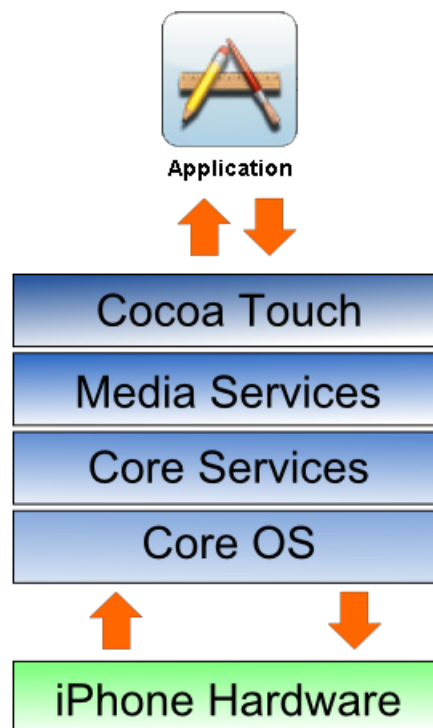 Application
Cocoa Touch
Media Services
Core Services
Core OS
iPhone Hardware